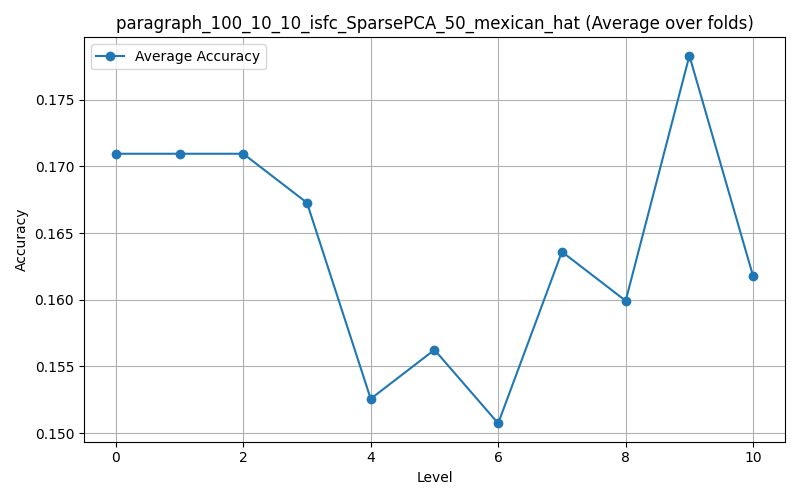 paragraph_100_10_10_isfc_SparsePCA_50_mexican_hat (Average over folds)
Average Accuracy
0.175
0.170
0.165
0.160
0.155
0.150
Accuracy
0 2 4 6 8 10
Level